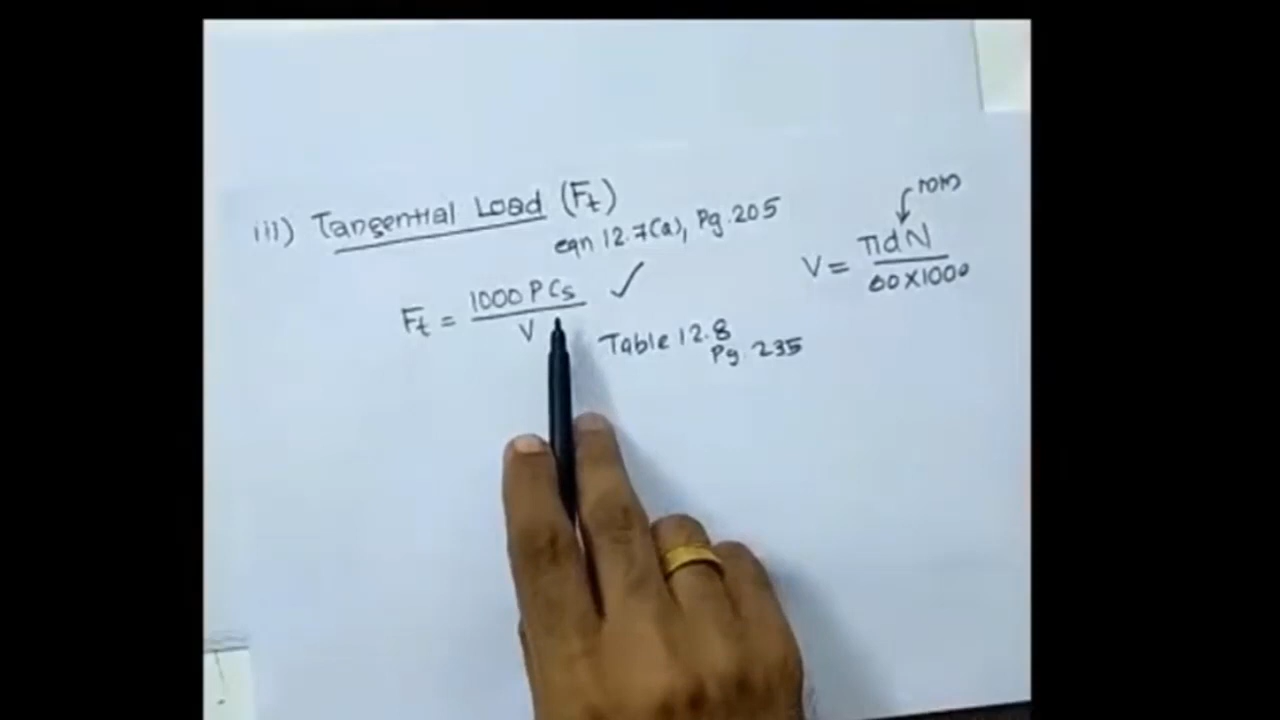 iii) Tangential Load (Ft)
eqn 12.7(a), Pg. 205
Ft = 1000 P Cs / V ✓
Table 12.8
Pg. 235
mm
V = πdN / 60×1000